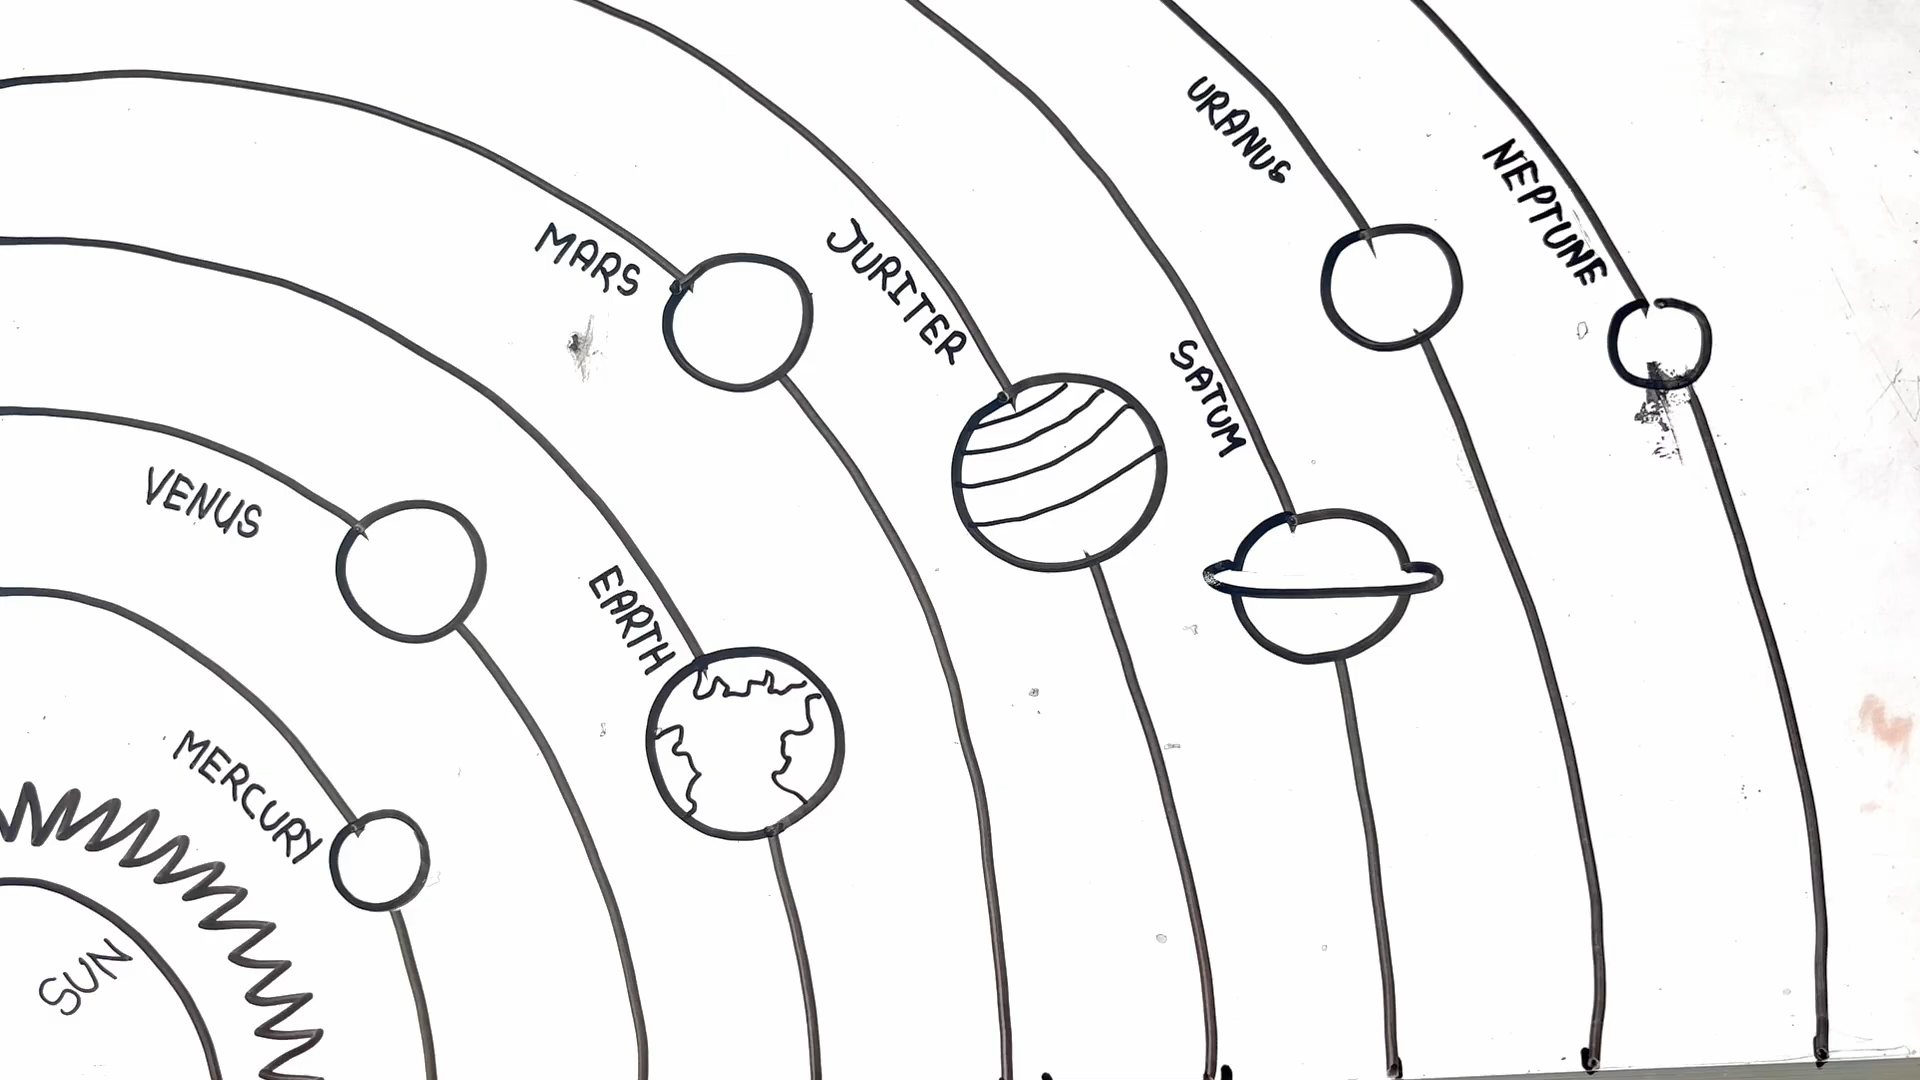 SUN
MERCURY
VENUS
EARTH
MARS
JURITER
SATUM
URANUS
NEPTUNE